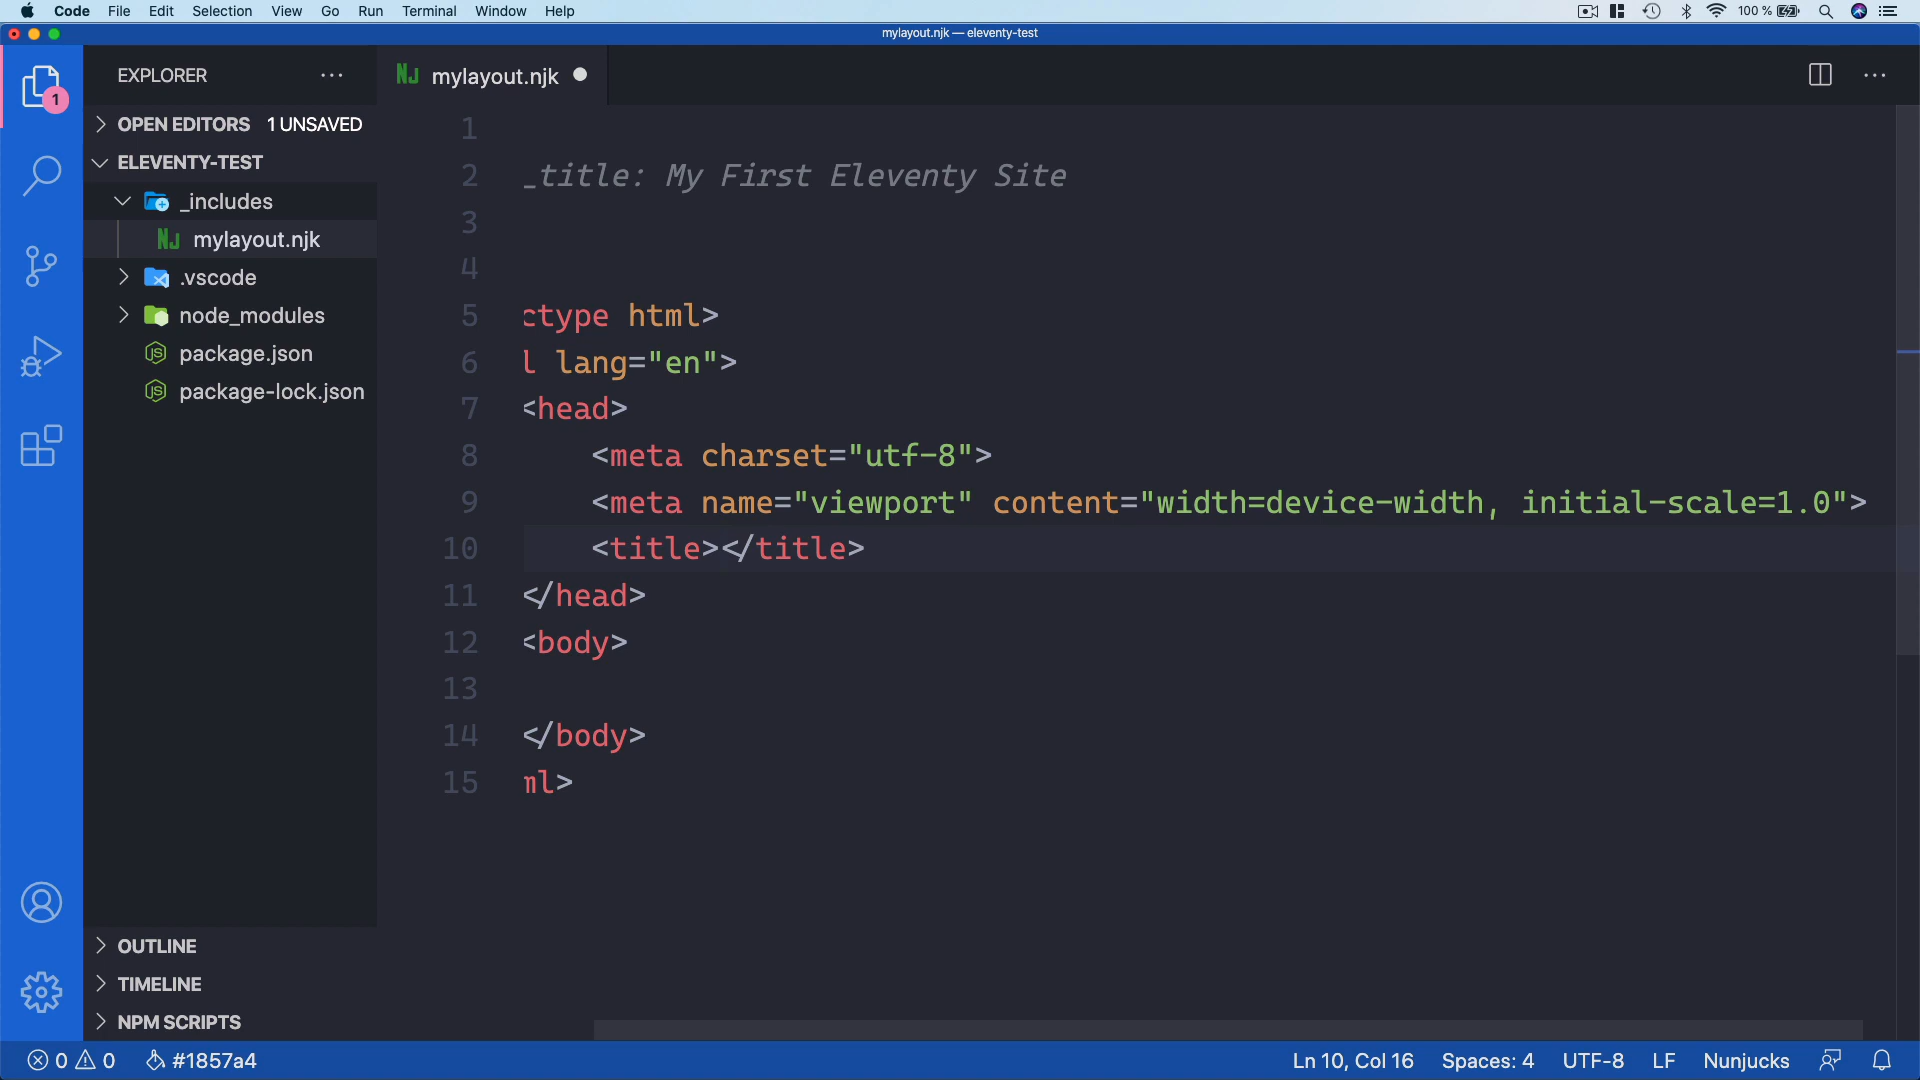 Code File Edit Selection View Go Run Terminal Window Help 100 %
mylayout.njk — eleventy-test
EXPLORER
OPEN EDITORS 1 UNSAVED
ELEVENTY-TEST
_includes
NJ mylayout.njk
.vscode
node_modules
JS package.json
JS package-lock.json
OUTLINE
TIMELINE
NPM SCRIPTS
1
NJ mylayout.njk
1
2 _title: My First Eleventy Site
3
4
5 ctype html>
6 l lang="en">
7 <head>
8 <meta charset="utf-8">
9 <meta name="viewport" content="width=device-width, initial-scale=1.0">
10 <title></title>
11 </head>
12 <body>
13
14 </body>
15 ml>
0 0 #1857a4 Ln 10, Col 16 Spaces: 4 UTF-8 LF Nunjucks